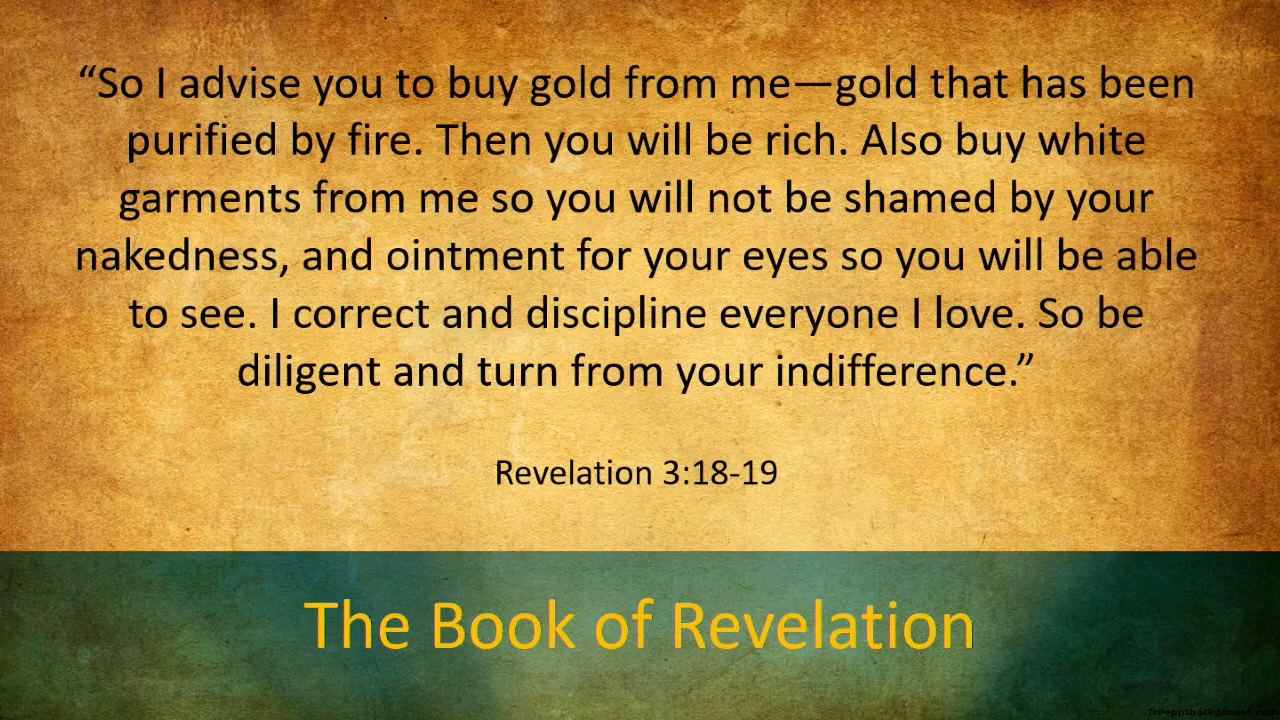 “So I advise you to buy gold from me—gold that has been
purified by fire. Then you will be rich. Also buy white
garments from me so you will not be shamed by your
nakedness, and ointment for your eyes so you will be able
to see. I correct and discipline everyone I love. So be
diligent and turn from your indifference.”
Revelation 3:18-19
The Book of Revelation
freepptbackground.com